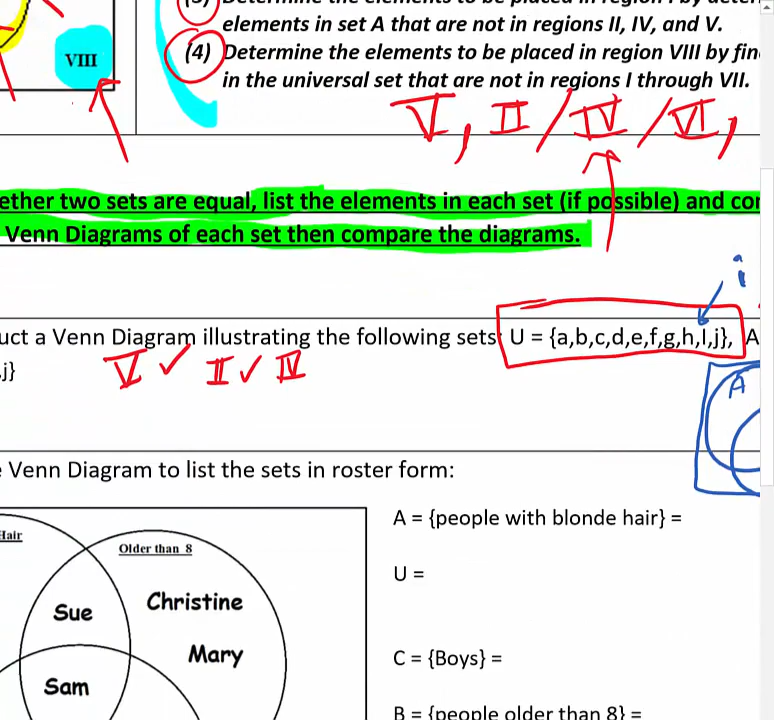 elements in set A that are not in regions II, IV, and V.
VIII
(4) Determine the elements to be placed in region VIII by fin
in the universal set that are not in regions I through VII.
V, II / IV / VI,
ether two sets are equal, list the elements in each set (if possible) and co
Venn Diagrams of each set then compare the diagrams.
i
uct a Venn Diagram illustrating the following sets U = {a,b,c,d,e,f,g,h,I,j}, A
,j}
V ✓ II ✓ IV
A
Venn Diagram to list the sets in roster form:
A = {people with blonde hair} =
Hair
Older than 8
U =
Sue
Christine
Mary
C = {Boys} =
Sam
B = {people older than 8} =